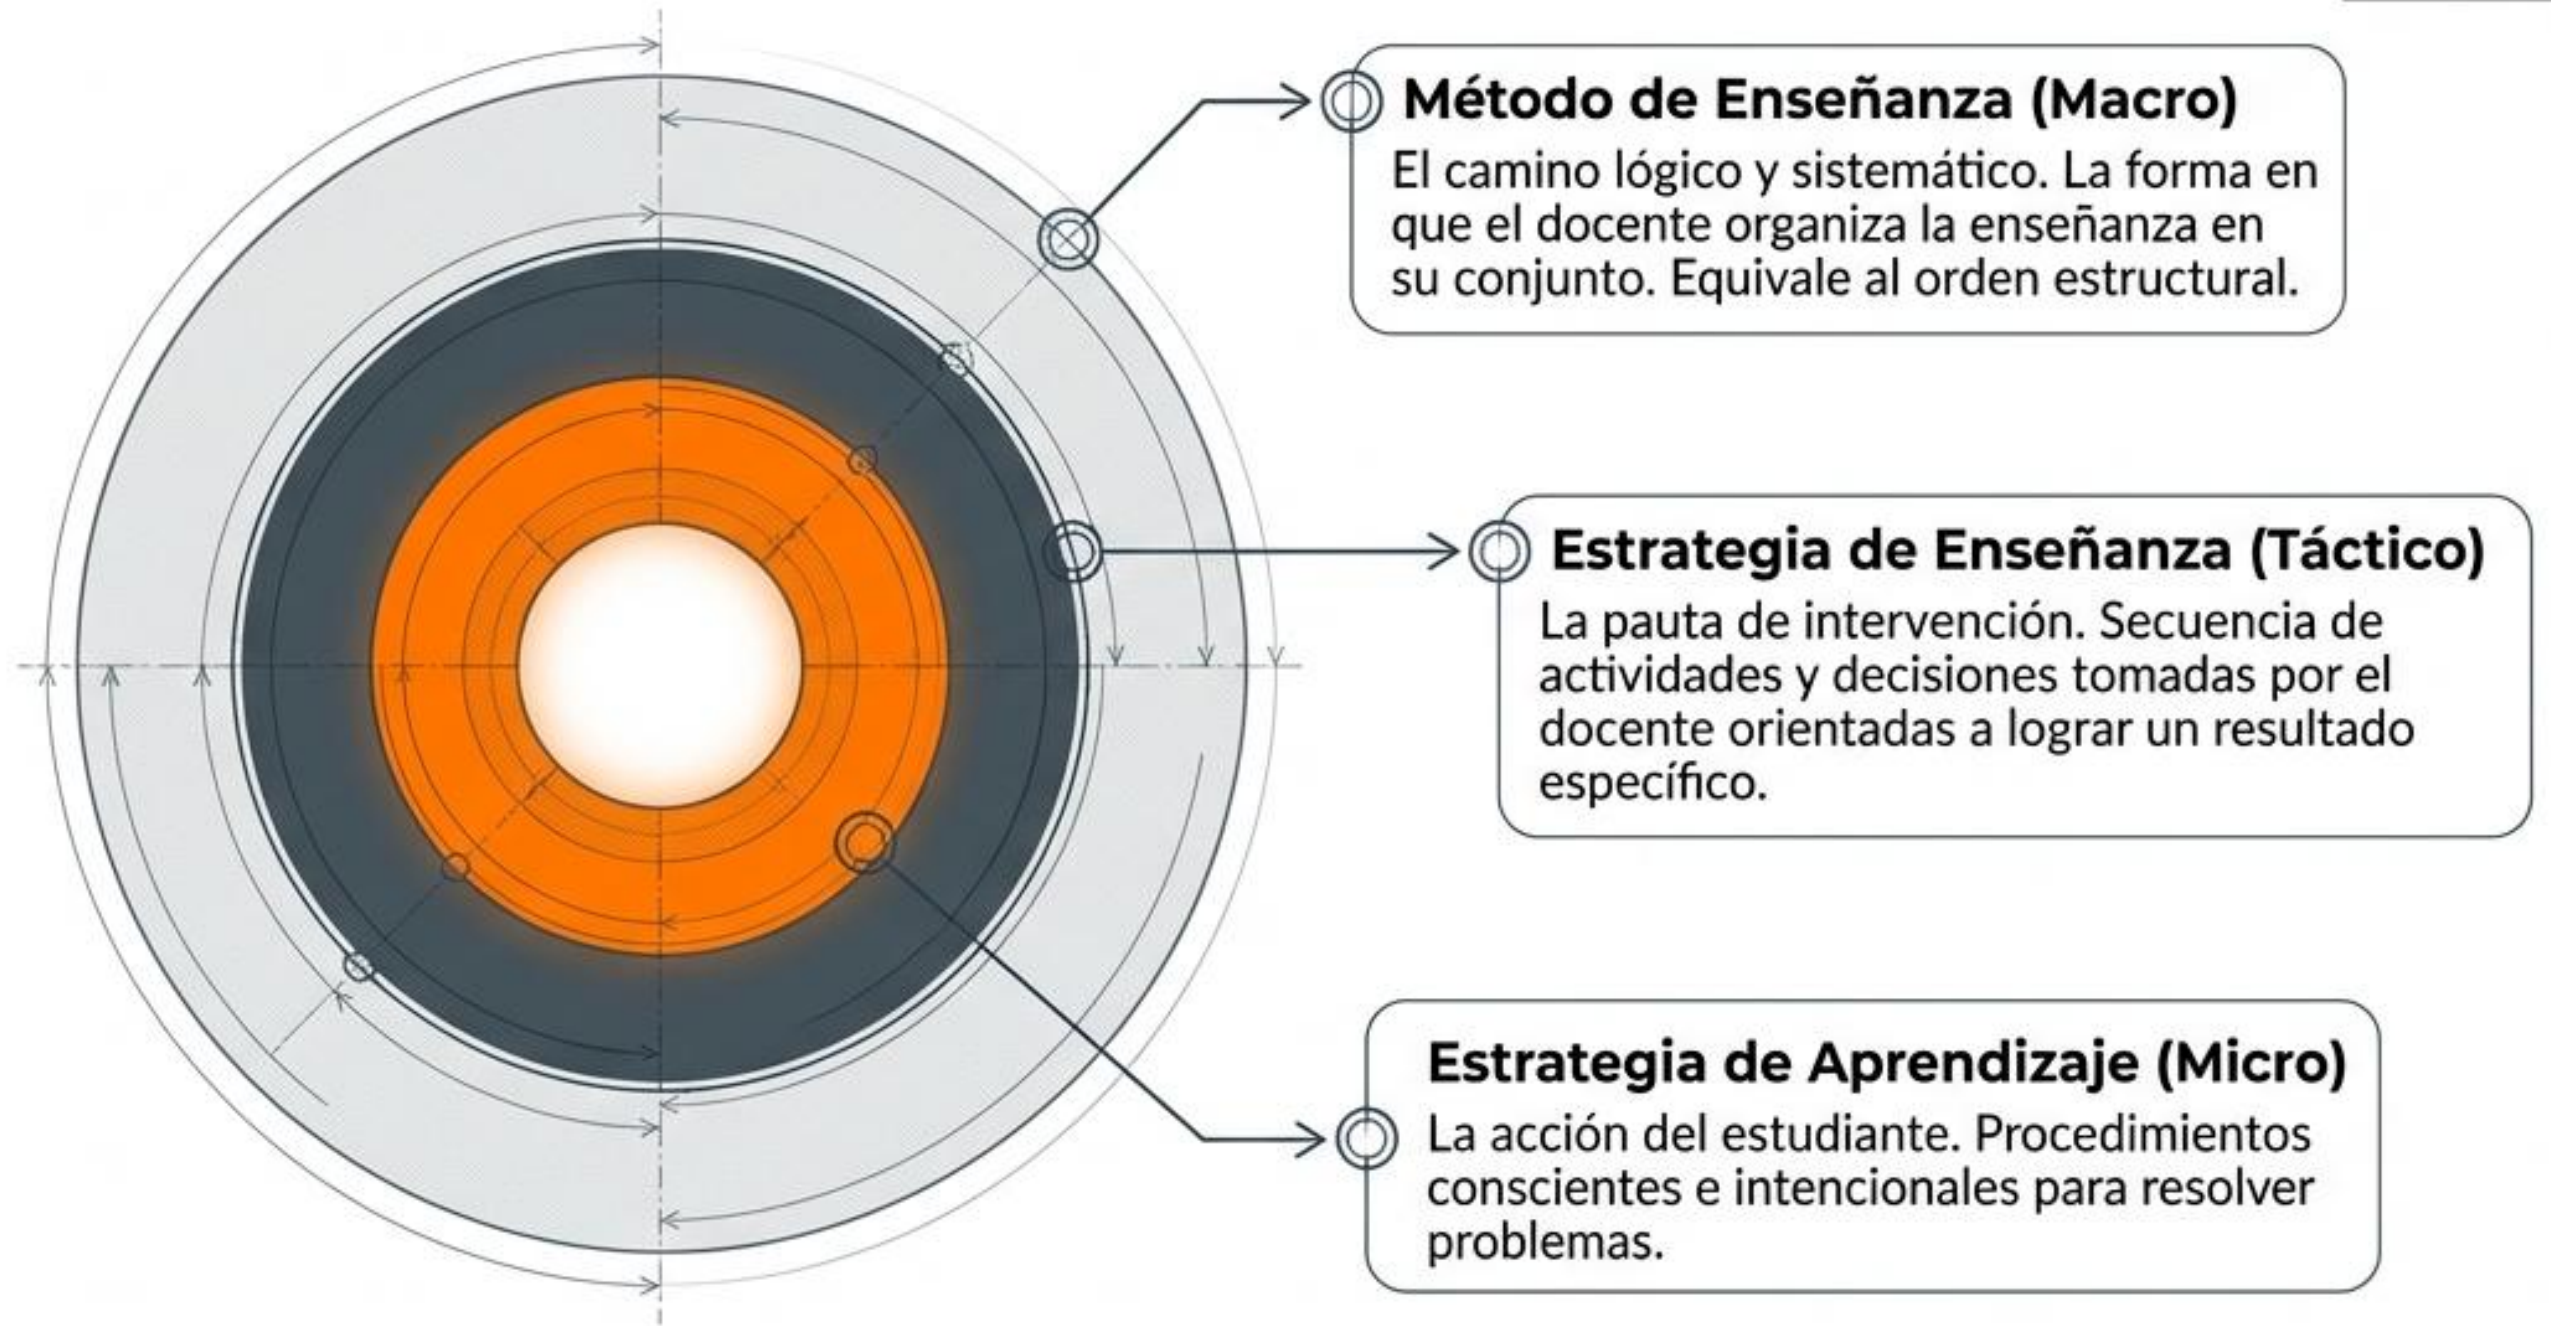 Método de Enseñanza (Macro)
El camino lógico y sistemático. La forma en
que el docente organiza la enseñanza en
su conjunto. Equivale al orden estructural.
Estrategia de Enseñanza (Táctico)
La pauta de intervención. Secuencia de
actividades y decisiones tomadas por el
docente orientadas a lograr un resultado
específico.
Estrategia de Aprendizaje (Micro)
La acción del estudiante. Procedimientos
conscientes e intencionales para resolver
problemas.